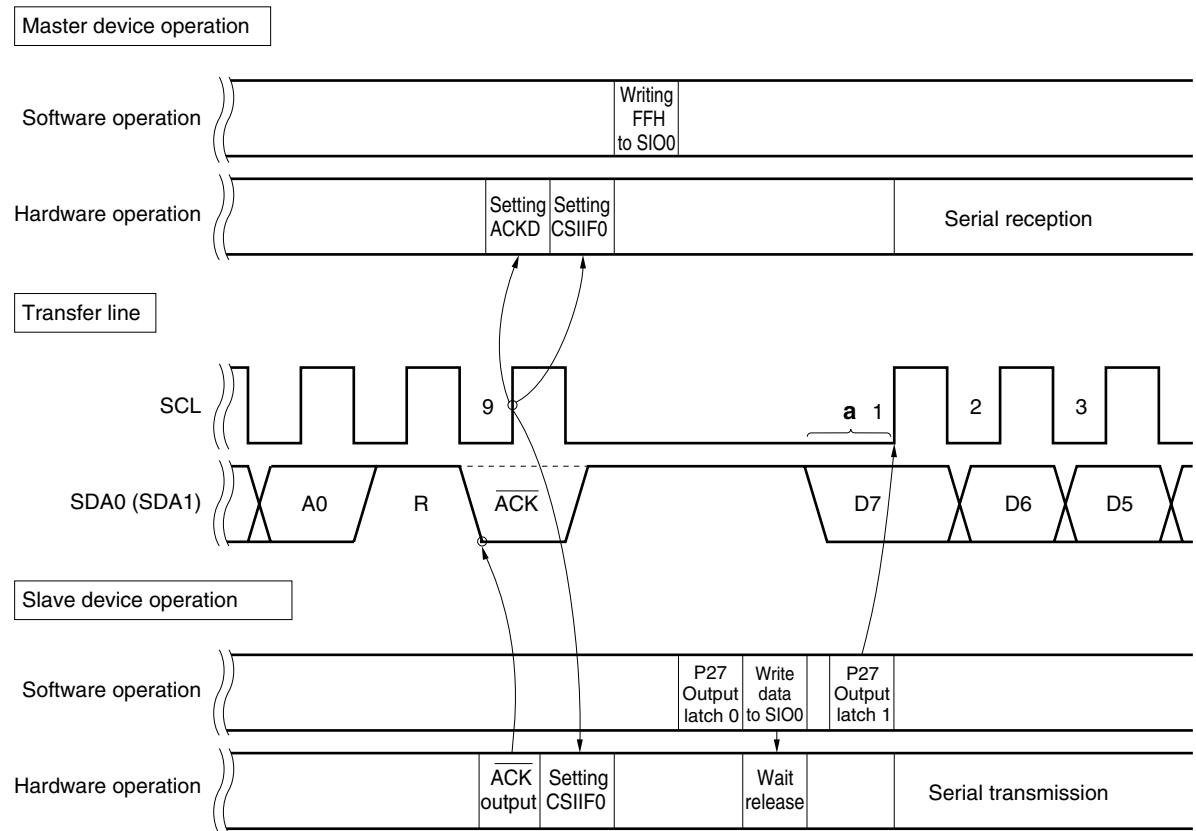 Master device operation
Software operation
Writing
FFH
to SIO0
Hardware operation
Setting
ACKD
Setting
CSIIF0
Serial reception
Transfer line
SCL
9
a 1
2
3
SDA0 (SDA1)
A0
R
ACK
D7
D6
D5
Slave device operation
Software operation
P27
Output
latch 0
Write
data
to SIO0
P27
Output
latch 1
Hardware operation
ACK
output
Setting
CSIIF0
Wait
release
Serial transmission